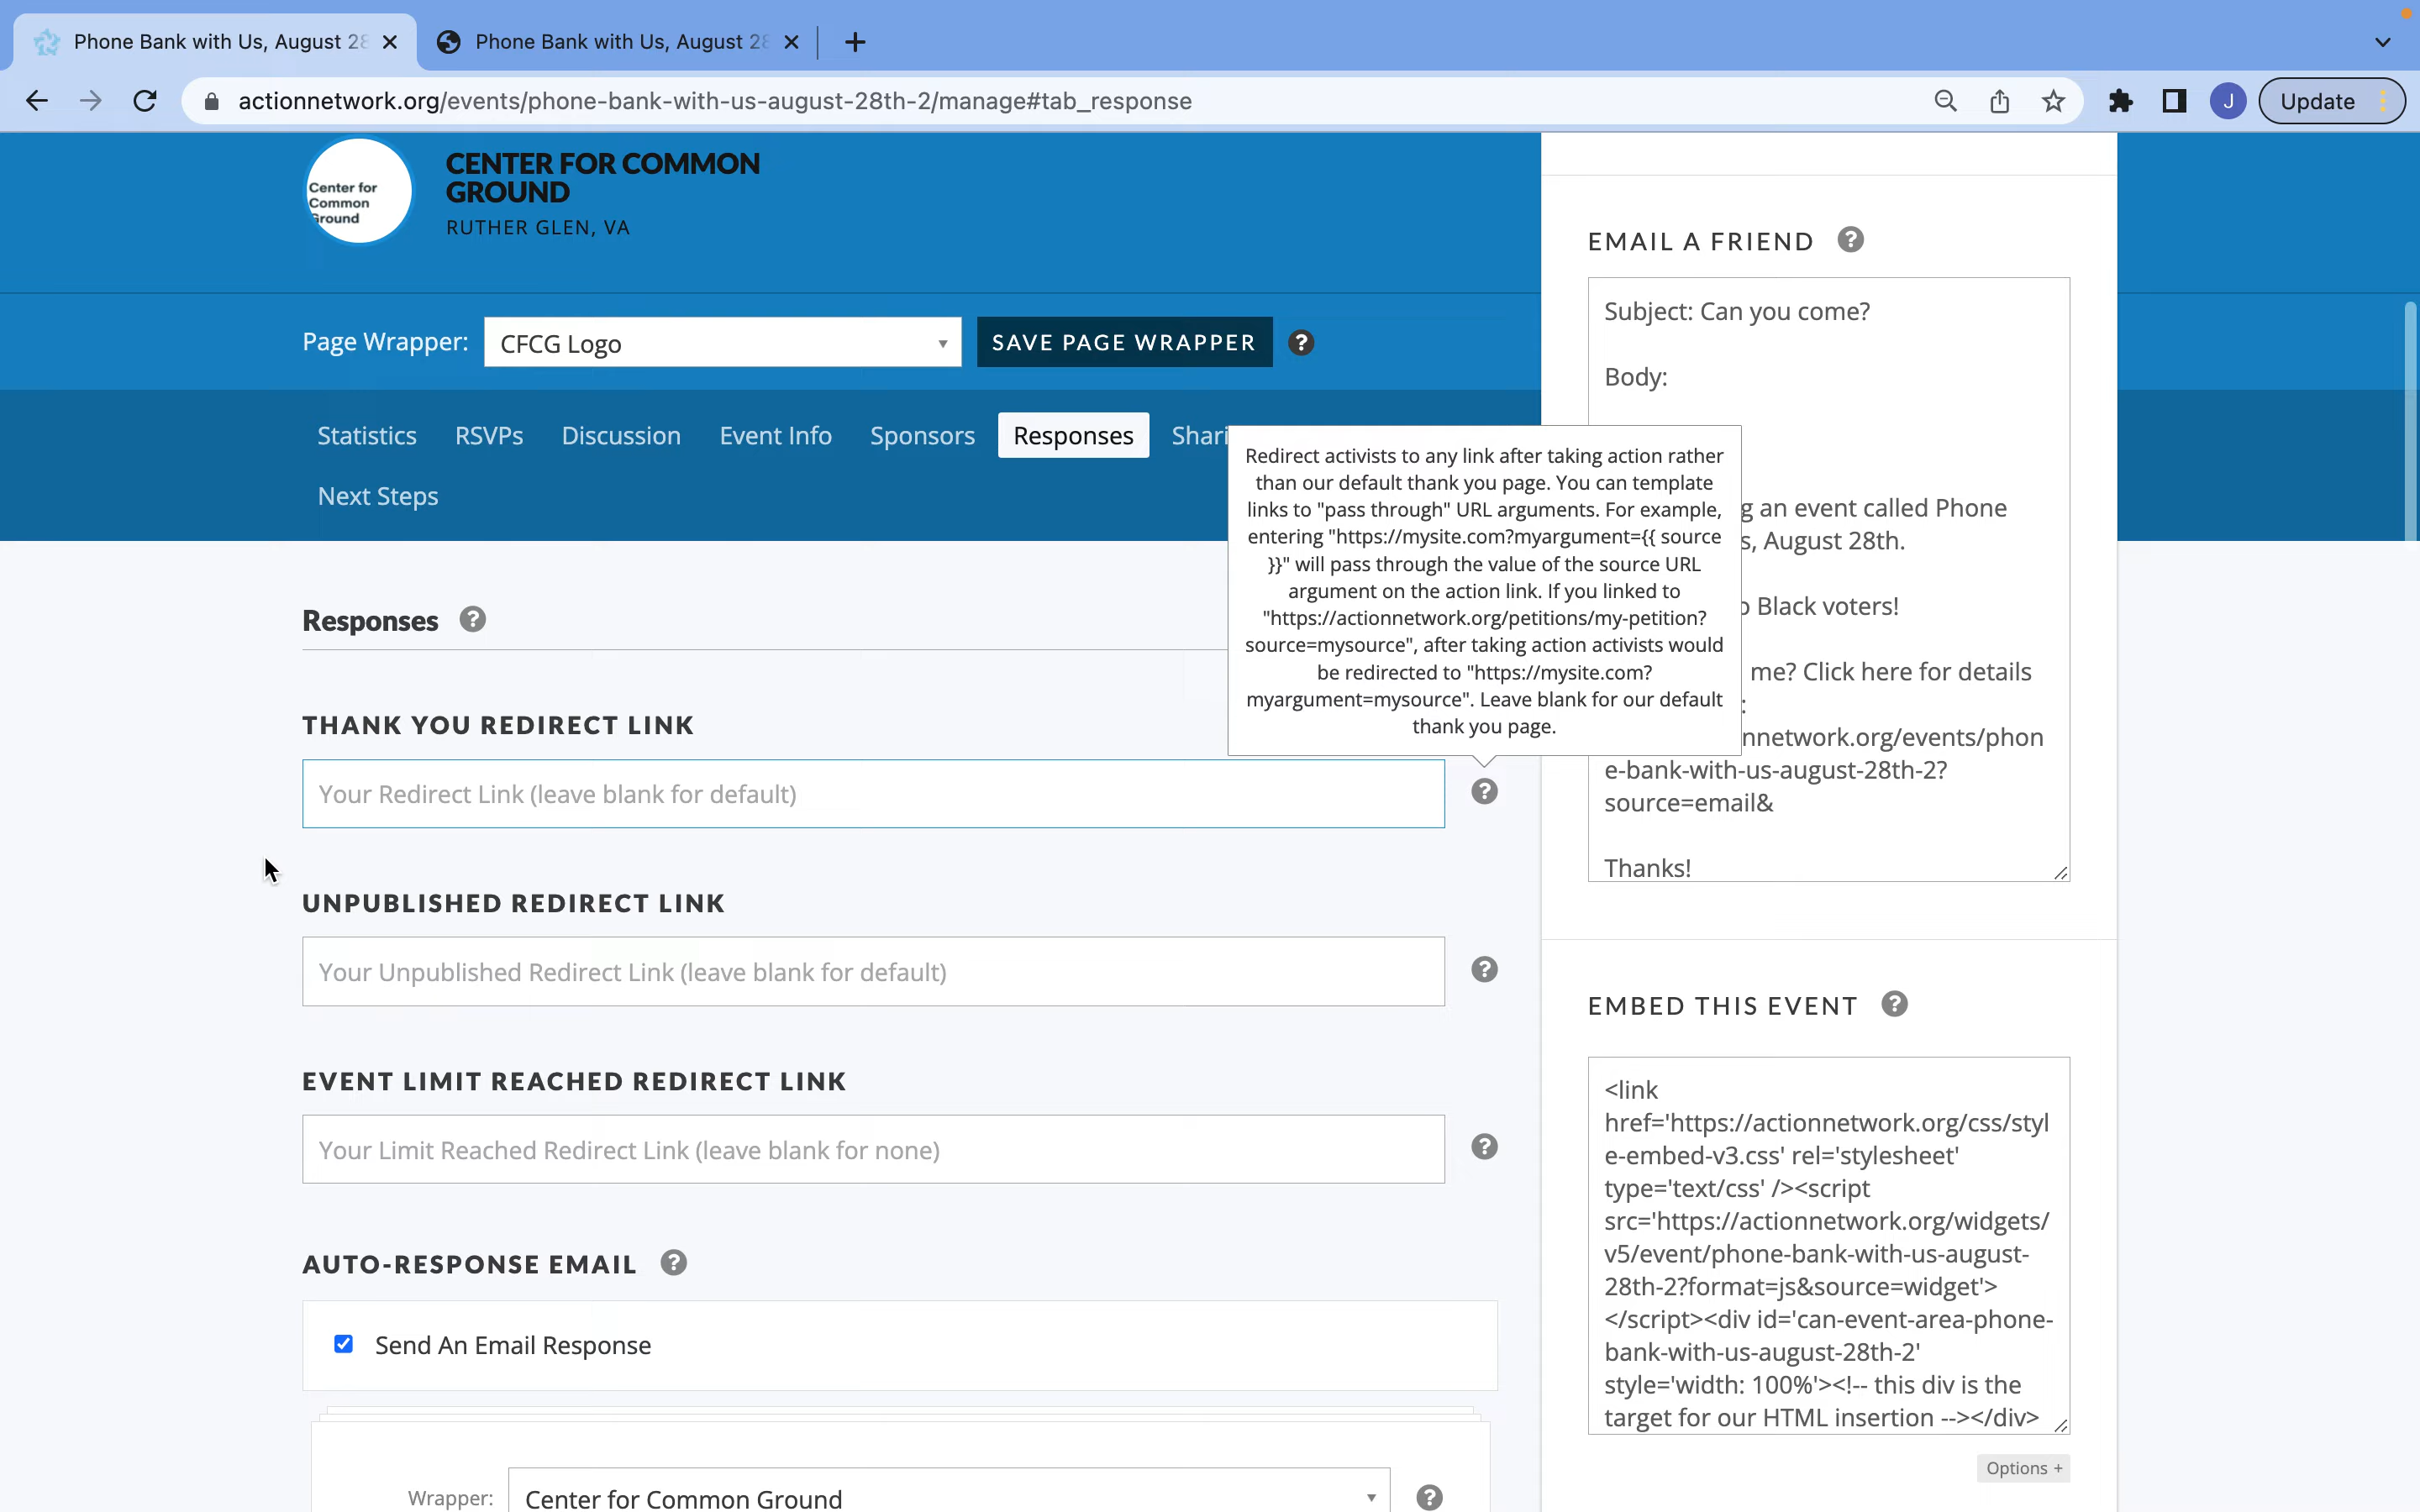 Phone Bank with Us, August 28
Phone Bank with Us, August 28
actionnetwork.org/events/phone-bank-with-us-august-28th-2/manage#tab_response
J
Update
Center for
Common
Ground
CENTER FOR COMMON
GROUND
RUTHER GLEN, VA
Page Wrapper:
CFCG Logo
SAVE PAGE WRAPPER
?
Statistics
RSVPs
Discussion
Event Info
Sponsors
Responses
Shari
Next Steps
Redirect activists to any link after taking action rather
than our default thank you page. You can template
links to "pass through" URL arguments. For example,
entering "https://mysite.com?myargument={{ source
}}" will pass through the value of the source URL
argument on the action link. If you linked to
"https://actionnetwork.org/petitions/my-petition?
source=mysource", after taking action activists would
be redirected to "https://mysite.com?
myargument=mysource". Leave blank for our default
thank you page.
Responses ?
THANK YOU REDIRECT LINK
Your Redirect Link (leave blank for default)
?
UNPUBLISHED REDIRECT LINK
Your Unpublished Redirect Link (leave blank for default)
?
EVENT LIMIT REACHED REDIRECT LINK
Your Limit Reached Redirect Link (leave blank for none)
?
AUTO-RESPONSE EMAIL ?
Send An Email Response
Wrapper:
Center for Common Ground
?
EMAIL A FRIEND ?
Subject: Can you come?
Body:
g an event called Phone
s, August 28th.
o Black voters!
me? Click here for details
:
nnetwork.org/events/phon
e-bank-with-us-august-28th-2?
source=email&
Thanks!
EMBED THIS EVENT ?
<link
href='https://actionnetwork.org/css/styl
e-embed-v3.css' rel='stylesheet'
type='text/css' /><script
src='https://actionnetwork.org/widgets/
v5/event/phone-bank-with-us-august-
28th-2?format=js&source=widget'>
</script><div id='can-event-area-phone-
bank-with-us-august-28th-2'
style='width: 100%'><!-- this div is the
target for our HTML insertion --></div>
Options +